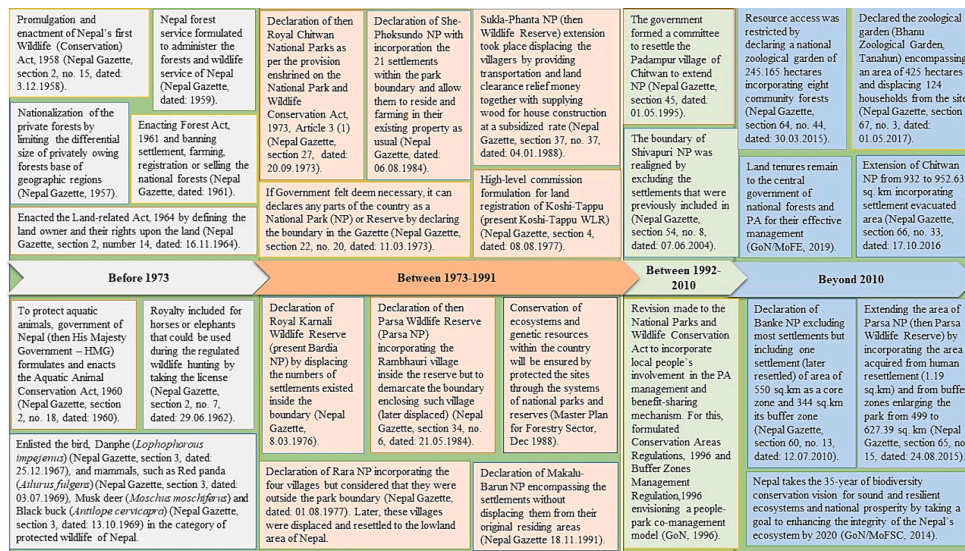 Promulgation and
enactment of Nepal's first
Wildlife (Conservation)
Act, 1958 (Nepal Gazette,
section 2, no. 15, dated:
3.12.1958).
Nepal forest
service formulated
to administer the
forests and wildlife
service of Nepal
(Nepal Gazette,
dated: 1959).
Nationalization of the
private forests by
limiting the differential
size of privately owing
forests base of
geographic regions
(Nepal Gazette, 1957).
Enacting Forest Act,
1961 and banning
settlement, farming,
registration or selling
the national forests
(Nepal Gazette,
dated: 1961).
Enacted the Land-related Act, 1964 by defining the
land owner and their rights upon the land (Nepal
Gazette, section 2, number 14, dated: 16.11.1964).
Declaration of then
Royal Chitwan
National Parks as
per the provision
enshrined on the
National Park and
Wildlife
Conservation Act,
1973, Article 3 (1)
(Nepal Gazette,
section 27, dated:
20.09.1973).
Declaration of She-
Phoksundo NP with
incorporation the
21 settlements
within the park
boundary and allow
them to reside and
farming in their
existing property as
usual (Nepal
Gazette, dated:
06.08.1984).
Sukla-Phanta NP (then
Wildlife Reserve) extension
took place displacing the
villagers by providing
transportation and land
clearance relief money
together with supplying
wood for house construction
at a subsidized rate (Nepal
Gazette, section 37, no. 37,
dated: 04.01.1988).
If Government felt deem necessary, it can
declares any parts of the country as a
National Park (NP) or Reserve by declaring
the boundary in the Gazette (Nepal Gazette,
section 22, no. 20, dated: 11.03.1973).
High-level commission
formulation for land
registration of Koshi-Tappu
(present Koshi-Tappu WLR)
(Nepal Gazette, section 4,
dated: 08.08.1977).
The government
formed a committee
to resettle the
Padampur village of
Chitwan to extend
NP (Nepal Gazette,
section 45, dated:
01.05.1995).
The boundary of
Shivapuri NP was
realigned by
excluding the
settlements that were
previously included in
(Nepal Gazette,
section 54, no. 8,
dated: 07.06.2004).
Resource access was
restricted by
declaring a national
zoological garden of
245.165 hectares
incorporating eight
community forests
(Nepal Gazette,
section 64, no. 44,
dated: 30.03.2015).
Declared the zoological
garden (Bhanu
Zoological Garden,
Tanahun) encompassing
an area of 425 hectares
and displacing 124
households from the site
(Nepal Gazette, section
67, no. 3, dated:
01.05.2017).
Land tenures remain to
the central
government of
national forests and
PA for their effective
management
(GoN/MoFE, 2019).
Extension of Chitwan
NP from 932 to 952.63
sq. km incorporating
settlement evacuated
area (Nepal Gazette,
section 66, no. 33,
dated: 17.10.2016
Before 1973
Between 1973-1991
Between 1992-
2010
Beyond 2010
To protect aquatic
animals, government of
Nepal (then His Majesty
Government – HMG)
formulates and enacts
the Aquatic Animal
Conservation Act, 1960
(Nepal Gazette, section
2, no. 18, dated: 1960).
Royalty included for
horses or elephants
that could be used
during the regulated
wildlife hunting by
taking the license
(Nepal Gazette,
section 2, no. 7,
dated: 29.06.1962).
Enlisted the bird, Danphe (Lophophorous
impejenus) (Nepal Gazette, section 3, dated:
25.12.1967), and mammals, such as Red panda
(Ailurus fulgens) (Nepal Gazette, section 3, dated:
03.07.1969), Musk deer (Moschus moschiferus) and
Black buck (Antilope cervicapra) (Nepal Gazette,
section 3, dated: 13.10.1969) in the category of
protected wildlife of Nepal.
Declaration of
Royal Karnali
Wildlife Reserve
(present Bardia
NP) by displacing
the numbers of
settlements existed
inside the
boundary (Nepal
Gazette,
8.03.1976).
Declaration of then
Parsa Wildlife Reserve
(Parsa NP)
incorporating the
Rambhauri village
inside the reserve but to
demarcate the boundary
enclosing such village
(later displaced) (Nepal
Gazette, section 34, no.
6, dated: 21.05.1984).
Conservation of
ecosystems and
genetic resources
within the country
will be ensured by
protected the sites
through the systems
of national parks and
reserves (Master Plan
for Forestry Sector,
Dec 1988).
Declaration of Rara NP incorporating the
four villages but considered that they were
outside the park boundary (Nepal Gazette,
dated: 01.08.1977). Later, these villages
were displaced and resettled to the lowland
area of Nepal.
Declaration of Makalu-
Barun NP encompassing the
settlements without
displacing them from their
original residing areas
(Nepal Gazette 18.11.1991).
Revision made to the
National Parks and
Wildlife Conservation
Act to incorporate
local people's
involvement in the PA
management and
benefit-sharing
mechanism. For this,
formulated
Conservation Areas
Regulations, 1996 and
Buffer Zones
Management
Regulation,1996
envisioning a people-
park co-management
model (GoN, 1996).
Declaration of
Banke NP excluding
most settlements but
including one
settlement (later
resettled) of area of
550 sq.km as a core
zone and 344 sq.km
its buffer zone
(Nepal Gazette,
section 60, no. 13,
dated: 12.07.2010).
Extending the area of
Parsa NP (then Parsa
Wildlife Reserve) by
incorporating the area
acquired from human
resettlement (1.19
sq.km) and from buffer
zones enlarging the
park from 499 to
627.39 sq. km (Nepal
Gazette, section 65, no.
15, dated: 24.08.2015).
Nepal takes the 35-year of biodiversity
conservation vision for sound and resilient
ecosystems and national prosperity by taking a
goal to enhancing the integrity of the Nepal's
ecosystem by 2020 (GoN/MoFSC, 2014).